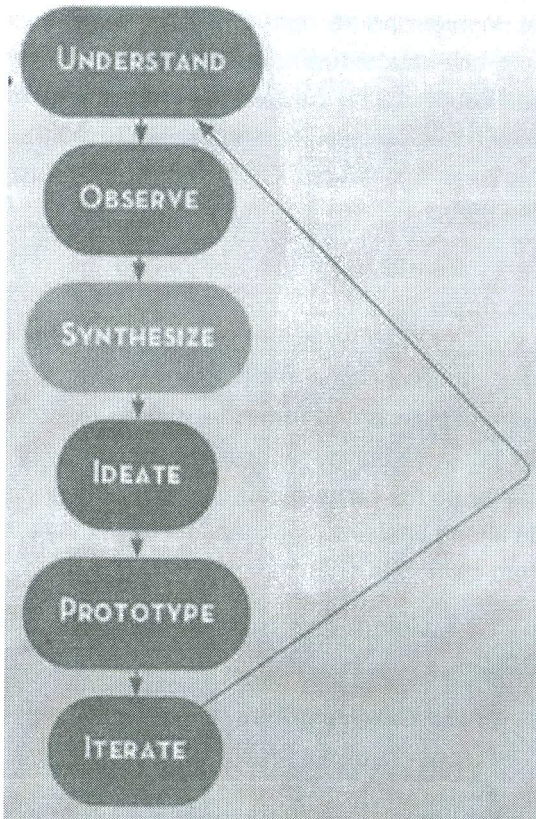 UNDERSTAND
OBSERVE
SYNTHESIZE
IDEATE
PROTOTYPE
ITERATE